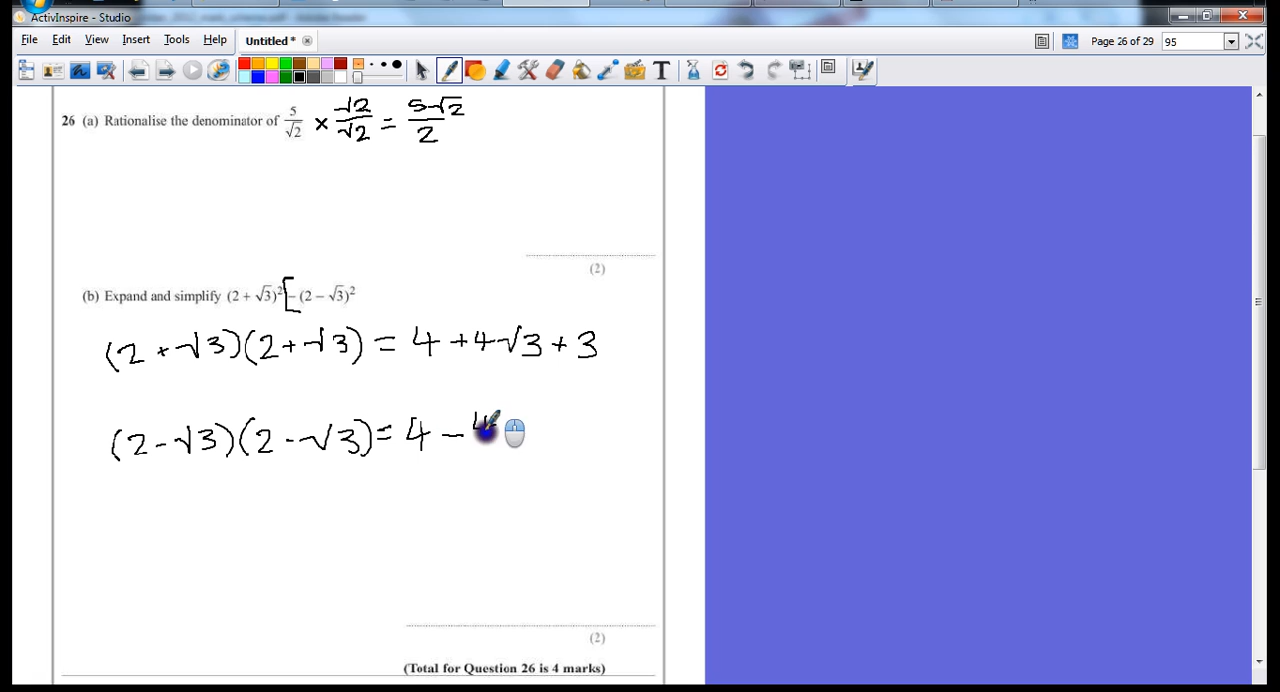 ActivInspire - Studio
File Edit View Insert Tools Help Untitled * Page 26 of 29 95
26 (a) Rationalise the denominator of 5/√2 × √2/√2 = 5√2/2
(2)
(b) Expand and simplify (2 + √3)² [− (2 − √3)²
(2 + √3)(2 + √3) = 4 + 4√3 + 3
(2 - √3)(2 - √3) = 4 - 4
(2)
(Total for Question 26 is 4 marks)